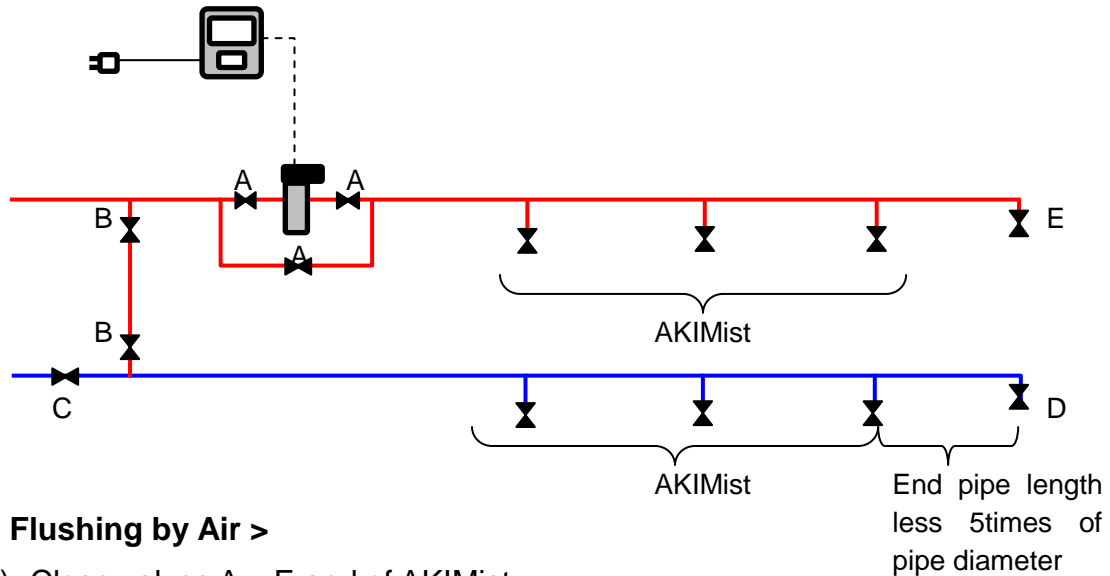 A
A
B
E
A
B
AKIMist
C
D
AKIMist
End pipe length
less 5times of
pipe diameter
Flushing by Air >